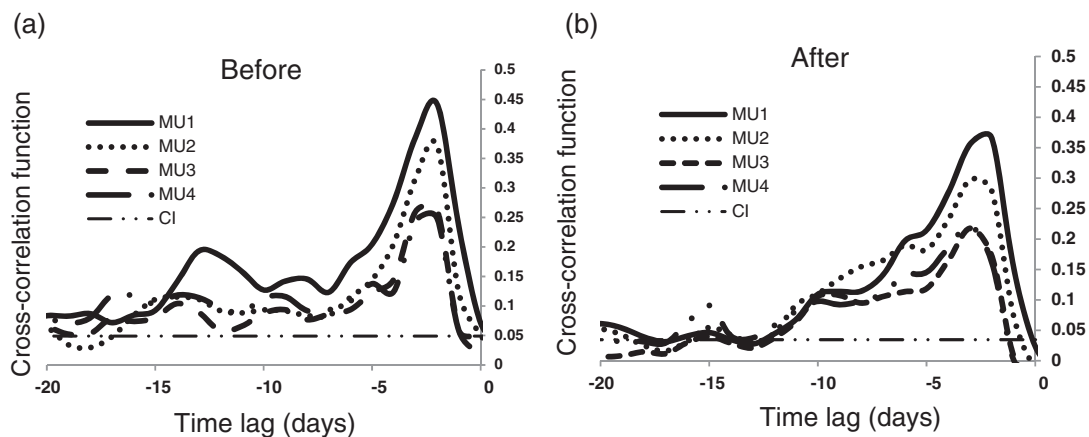 (a)
Before
MU1
MU2
MU3
MU4
CI
Cross-correlation function
0.5
0.45
0.4
0.35
0.3
0.25
0.2
0.15
0.1
0.05
0
-20 -15 -10 -5 0
Time lag (days)
(b)
After
MU1
MU2
MU3
MU4
CI
Cross-correlation function
0.5
0.45
0.4
0.35
0.3
0.25
0.2
0.15
0.1
0.05
0
-20 -15 -10 -5 0
Time lag (days)